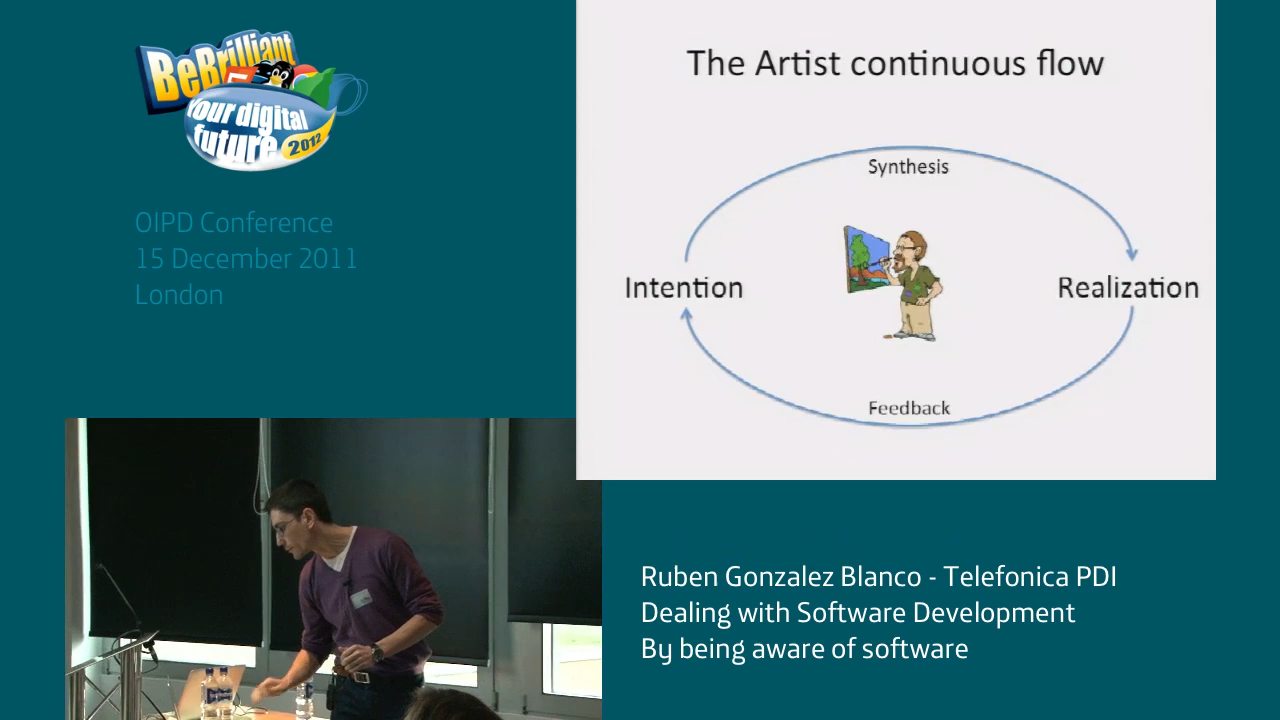 BeBrilliant
Your digital
future
2012
OIPD Conference
15 December 2011
London
The Artist continuous flow
Synthesis
Intention
Realization
Feedback
Ruben Gonzalez Blanco - Telefonica PDI
Dealing with Software Development
By being aware of software